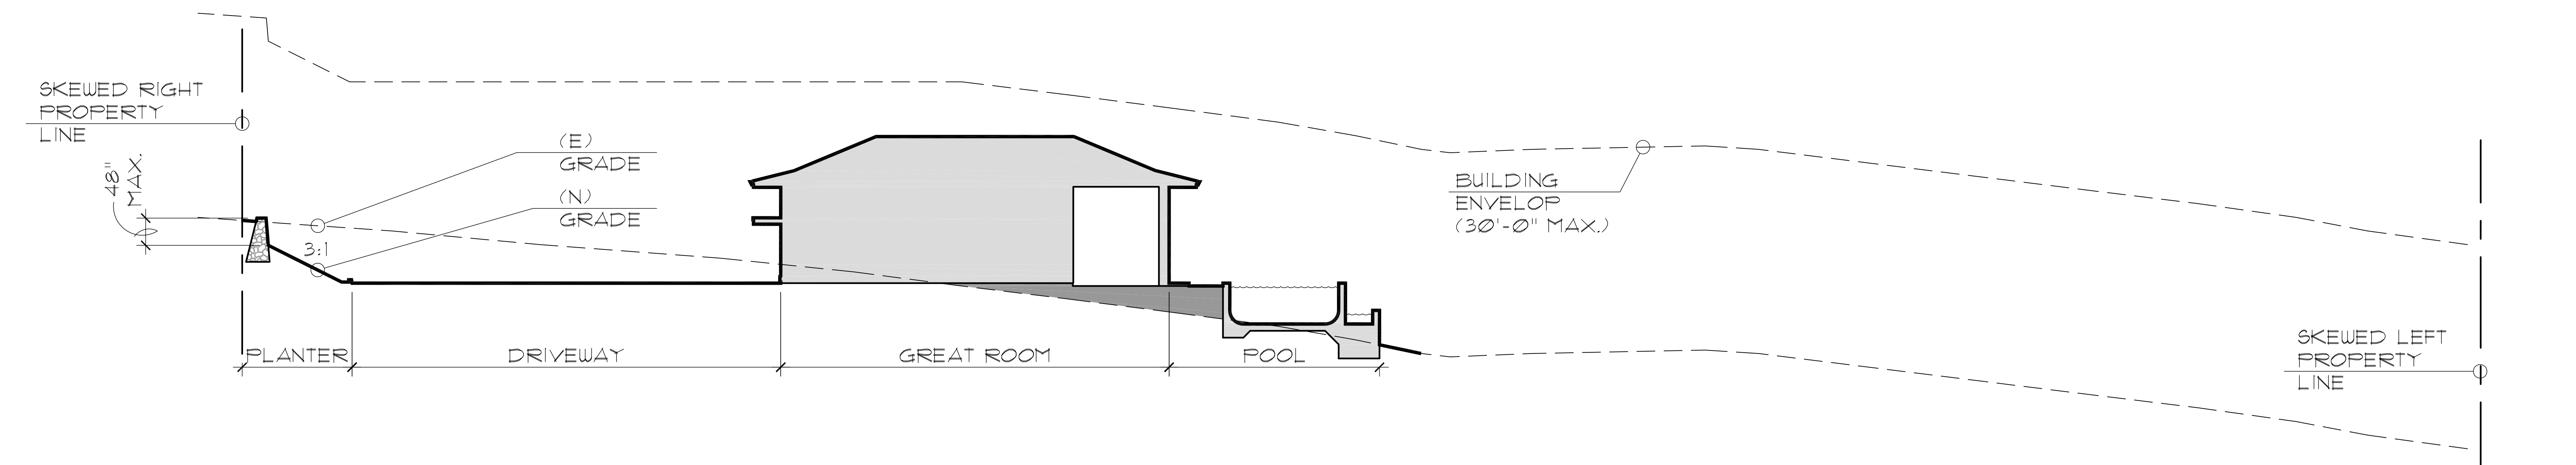 SKEWED RIGHT
PROPERTY
LINE
48"
MAX.
(E)
GRADE
(N)
GRADE
3:1
BUILDING
ENVELOP
(30'-0" MAX.)
PLANTER
DRIVEWAY
GREAT ROOM
POOL
SKEWED LEFT
PROPERTY
LINE